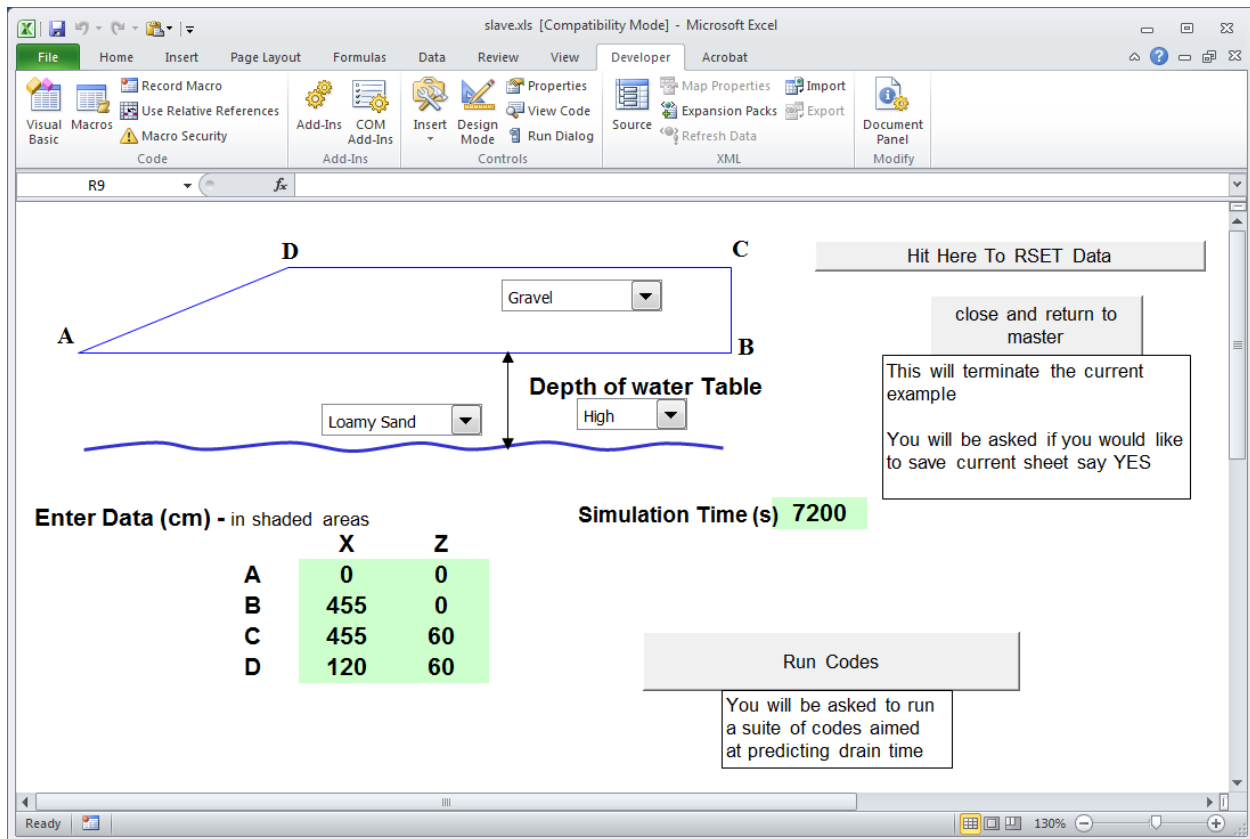 slave.xls [Compatibility Mode] - Microsoft Excel
File Home Insert Page Layout Formulas Data Review View Developer Acrobat
Visual Basic
Macros
Record Macro
Use Relative References
Macro Security
Code
Add-Ins
COM Add-Ins
Add-Ins
Insert
Design Mode
Properties
View Code
Run Dialog
Controls
Source
Map Properties
Expansion Packs
Refresh Data
Import
Export
XML
Document Panel
Modify
R9 fx
D C
Hit Here To RSET Data
Gravel
close and return to
master
A B
This will terminate the current
example
You will be asked if you would like
to save current sheet say YES
Depth of water Table
Loamy Sand High
Enter Data (cm) - in shaded areas
Simulation Time (s) 7200
X Z
A 0 0
B 455 0
C 455 60
D 120 60
Run Codes
You will be asked to run
a suite of codes aimed
at predicting drain time
Ready 130%